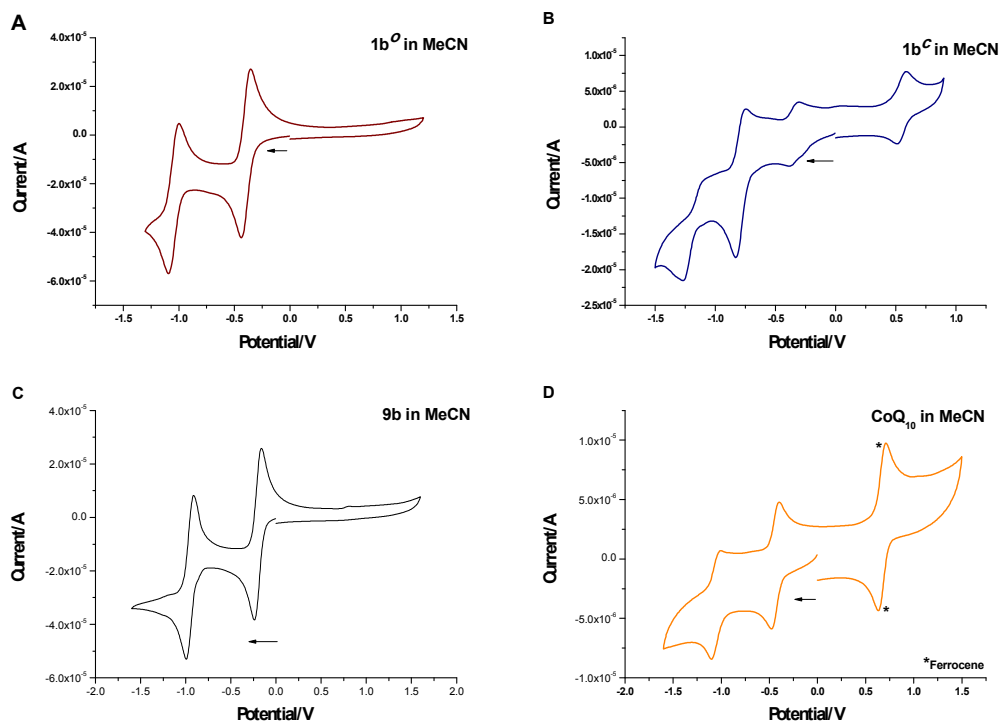 A
1b^O in MeCN
4.0x10^-5
2.0x10^-5
0.0
-2.0x10^-5
-4.0x10^-5
-6.0x10^-5
Current/A
-1.5 -1.0 -0.5 0.0 0.5 1.0 1.5
Potential/V
B
1b^C in MeCN
1.0x10^-5
5.0x10^-6
0.0
-5.0x10^-6
-1.0x10^-5
-1.5x10^-5
-2.0x10^-5
-2.5x10^-5
Current/A
-1.5 -1.0 -0.5 0.0 0.5 1.0
Potential/V
C
9b in MeCN
4.0x10^-5
2.0x10^-5
0.0
-2.0x10^-5
-4.0x10^-5
-6.0x10^-5
Current/A
-2.0 -1.5 -1.0 -0.5 0.0 0.5 1.0 1.5 2.0
Potential/V
D
CoQ_10 in MeCN
1.0x10^-5
5.0x10^-6
0.0
-5.0x10^-6
-1.0x10^-5
Current/A
*
*
*Ferrocene
-2.0 -1.5 -1.0 -0.5 0.0 0.5 1.0 1.5
Potential/V